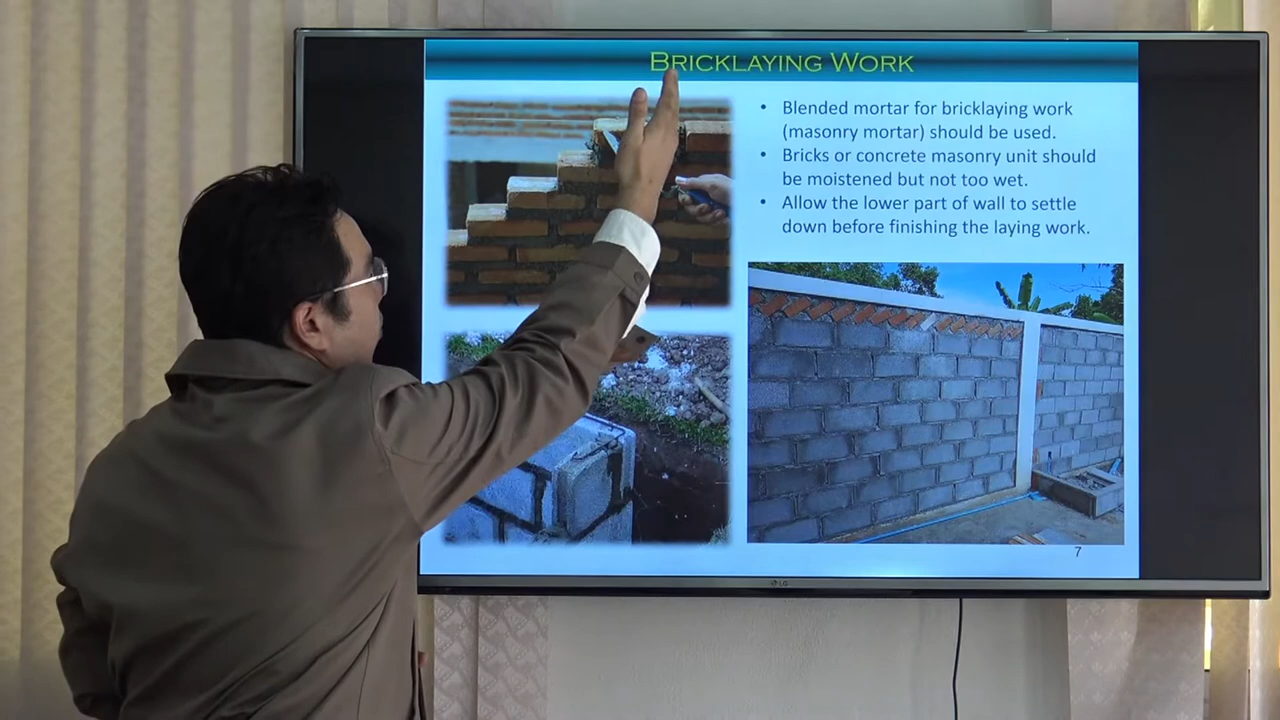 BRICKLAYING WORK
• Blended mortar for bricklaying work
(masonry mortar) should be used.
• Bricks or concrete masonry unit should
be moistened but not too wet.
• Allow the lower part of wall to settle
down before finishing the laying work.
7
LG